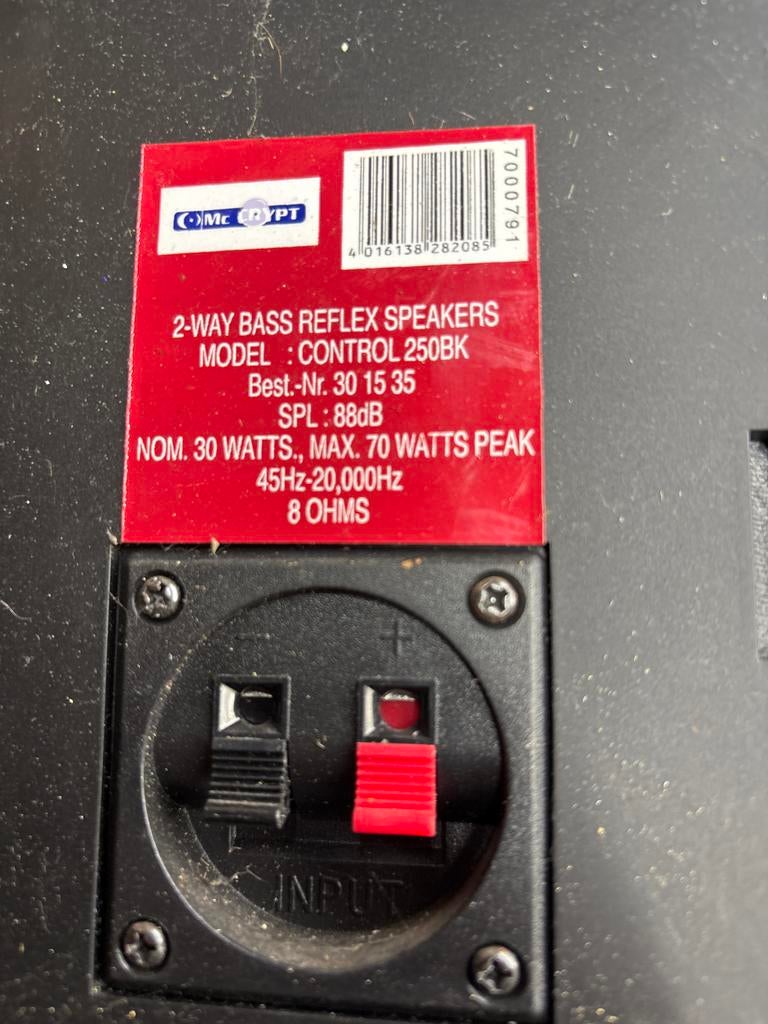 Mc CRYPT
4 016138 282085
7000791
2-WAY BASS REFLEX SPEAKERS
MODEL : CONTROL 250BK
Best.-Nr. 30 15 35
SPL : 88dB
NOM. 30 WATTS., MAX. 70 WATTS PEAK
45Hz-20,000Hz
8 OHMS
- +
INPUT